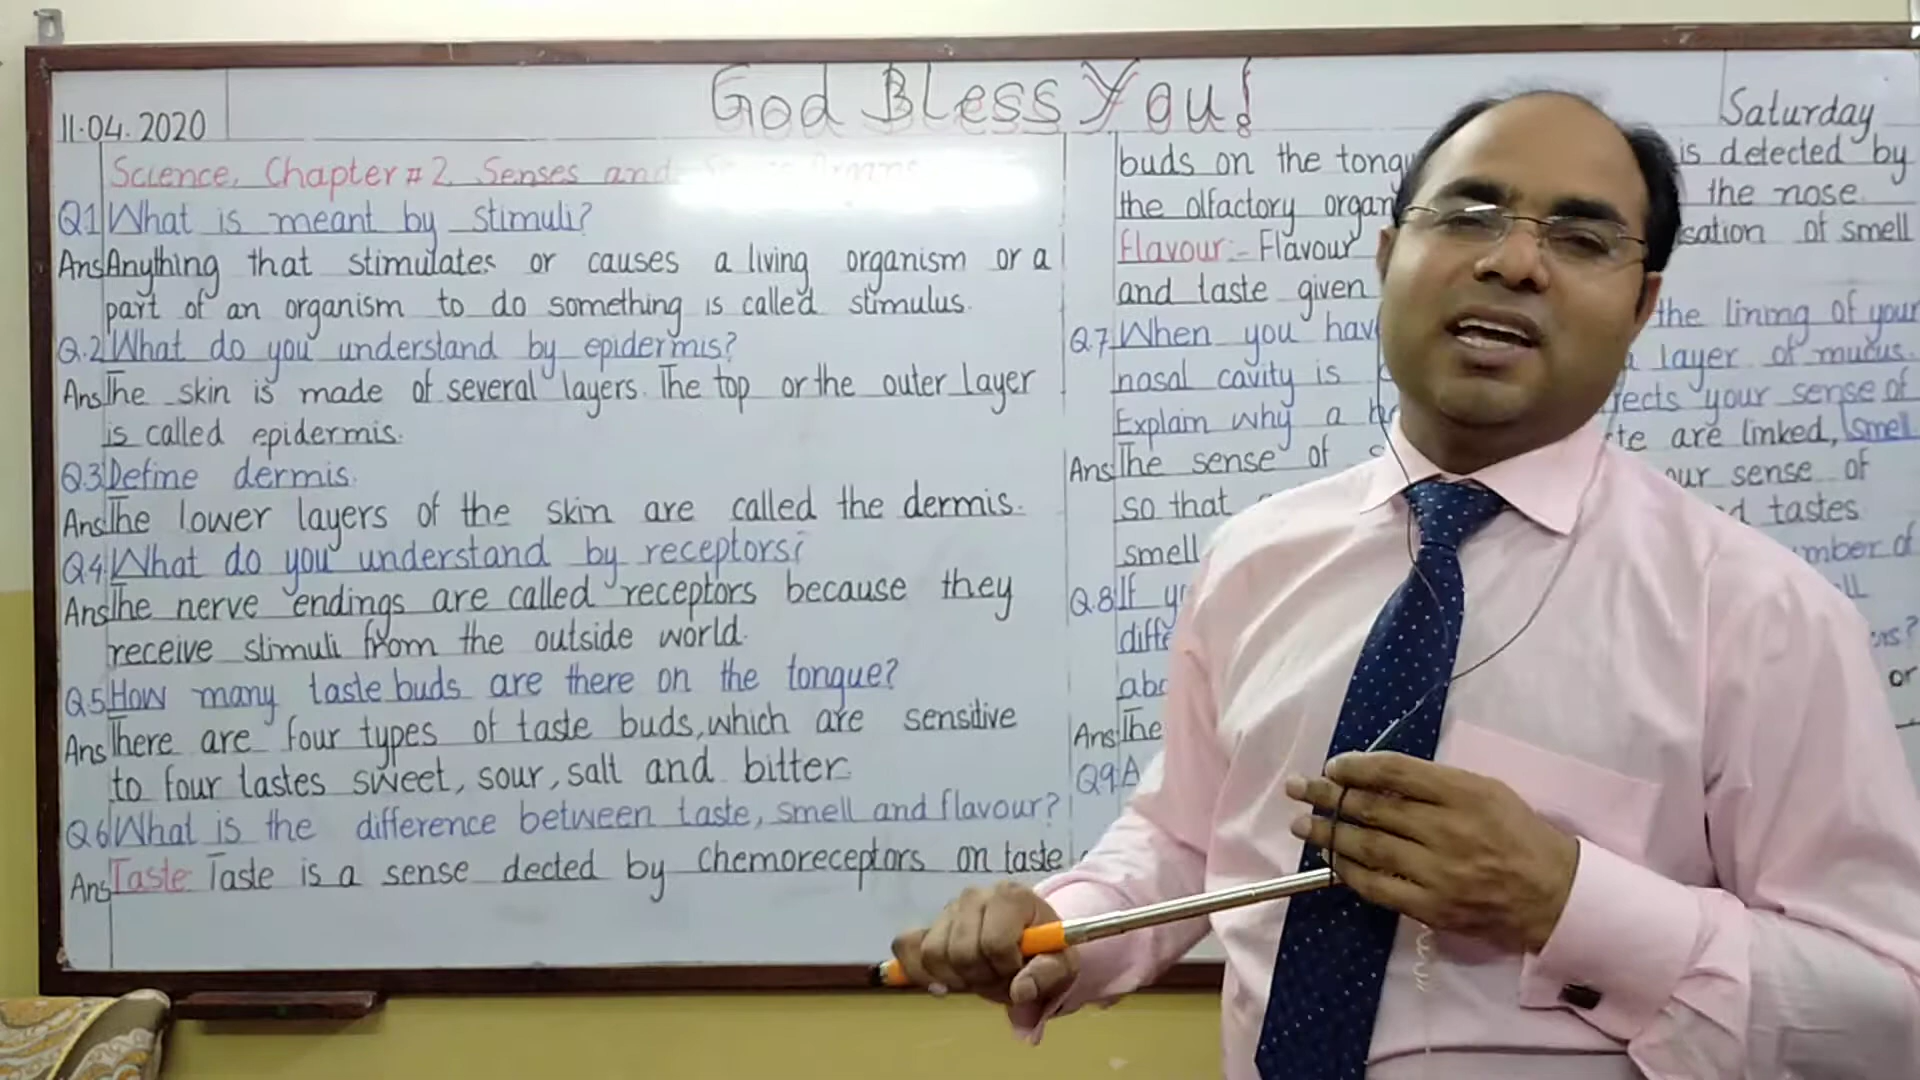 God Bless You!
11.04.2020
Saturday
Science, Chapter # 2. Senses and Organs
Q1 What is meant by stimuli?
Ans Anything that stimulates or causes a living organism or a
part of an organism to do something is called stimulus.
Q.2 What do you understand by epidermis?
Ans The skin is made of several layers. The top or the outer layer
is called epidermis.
Q3 Define dermis.
Ans The lower layers of the skin are called the dermis.
Q4 What do you understand by receptors?
Ans The nerve endings are called receptors because they
receive stimuli from the outside world.
Q5 How many taste buds are there on the tongue?
Ans There are four types of taste buds, which are sensitive
to four tastes sweet, sour, salt and bitter.
Q6 What is the difference between taste, smell and flavour?
Ans Taste Taste is a sense dected by chemoreceptors on taste
buds on the is detected by
the olfactory the nose.
Flavour :- Flavour sation of smell
and taste given
Q.7 When you the lining of your
nasal cavity is layer of mucus.
Explain why a your sense of
Ans The sense of are linked, smell
so that sense of
smell tastes
Q.8 If
Ans The or
Q9 A